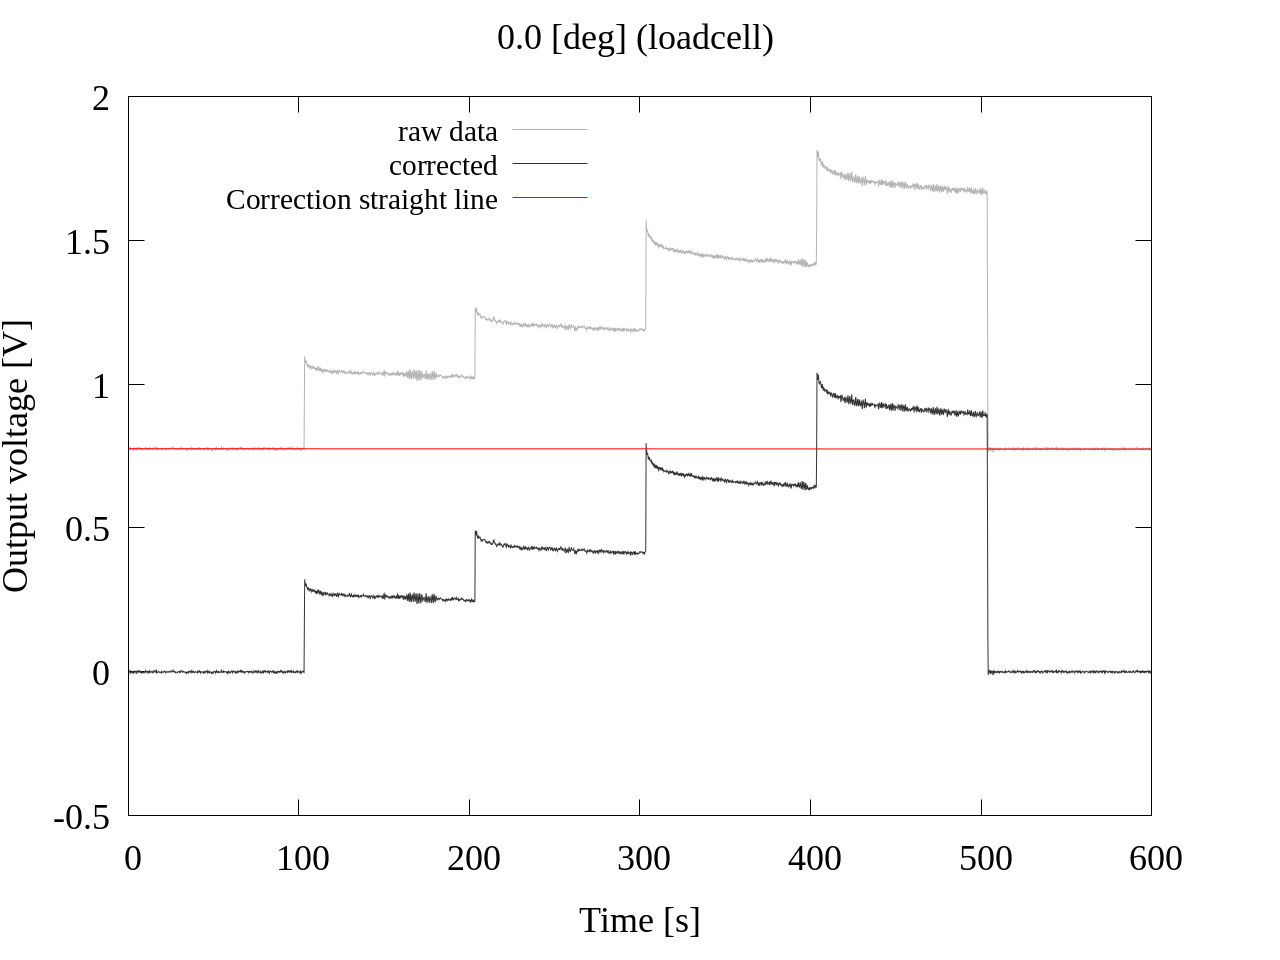 0.0 [deg] (loadcell)
2
1.5
1
0.5
0
-0.5
raw data
corrected
Correction straight line
Output voltage [V]
0 100 200 300 400 500 600
Time [s]